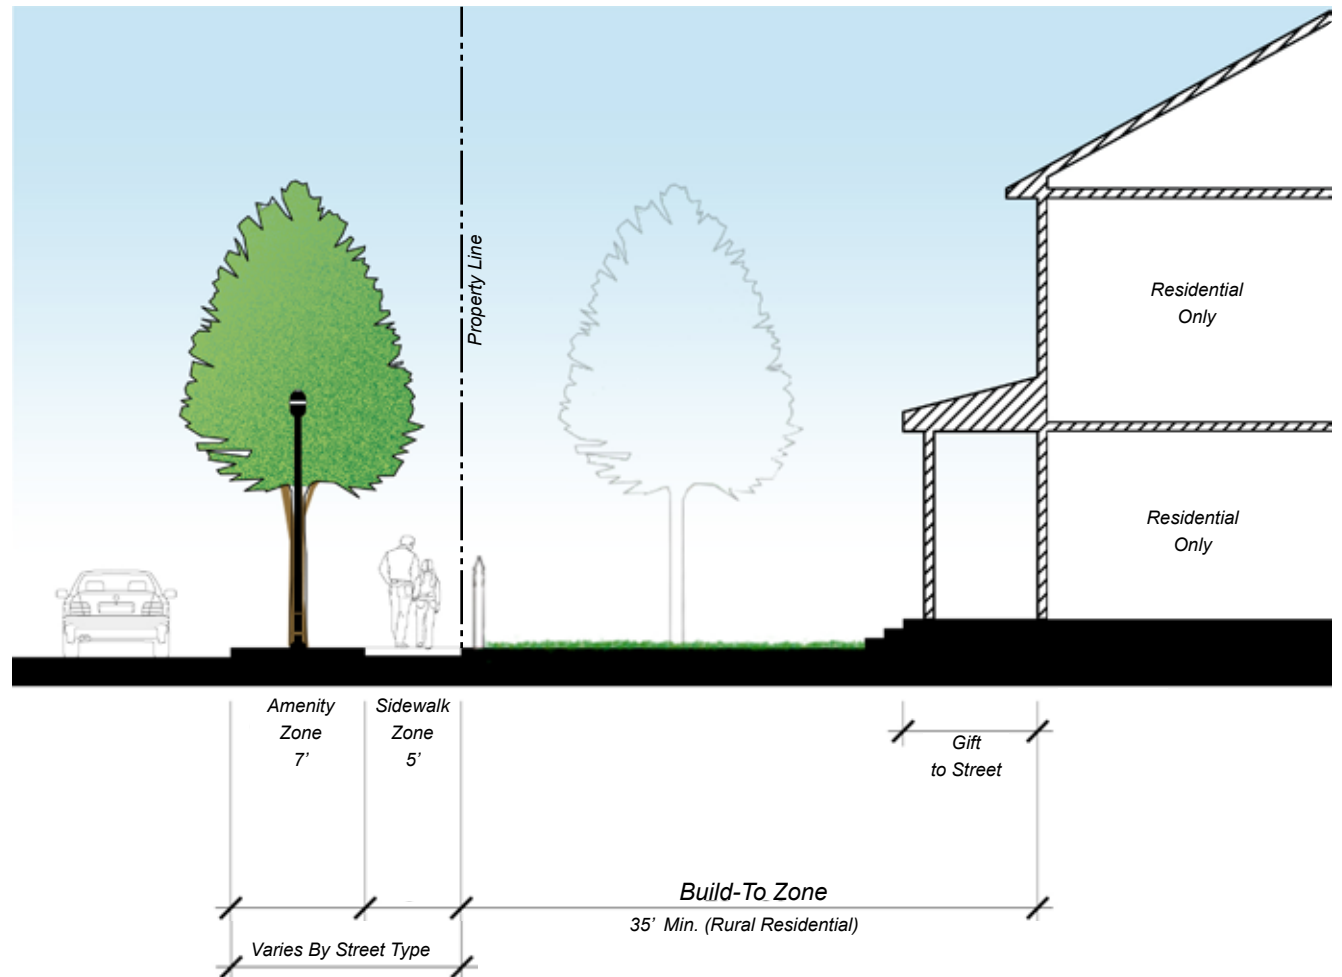 Property Line
Residential
Only
Residential
Only
Amenity
Zone
7'
Sidewalk
Zone
5'
Gift
to Street
Build-To Zone
35' Min. (Rural Residential)
Varies By Street Type